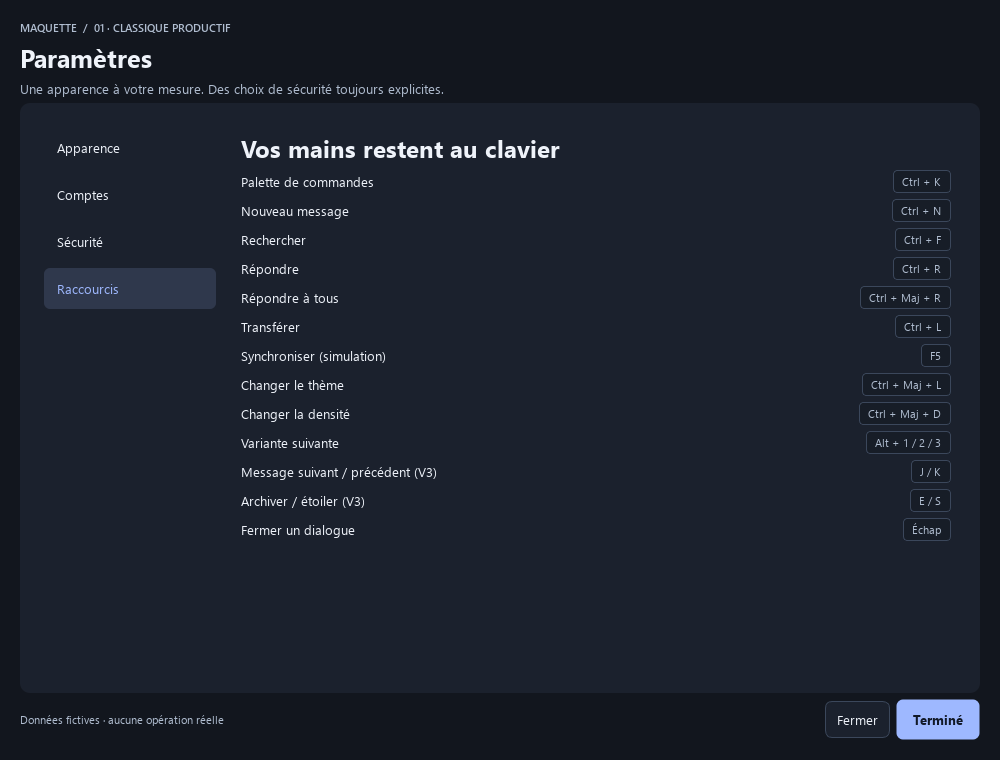 MAQUETTE / 01 · CLASSIQUE PRODUCTIF
Paramètres
Une apparence à votre mesure. Des choix de sécurité toujours explicites.
Apparence
Comptes
Sécurité
Raccourcis
Vos mains restent au clavier
Palette de commandes Ctrl + K
Nouveau message Ctrl + N
Rechercher Ctrl + F
Répondre Ctrl + R
Répondre à tous Ctrl + Maj + R
Transférer Ctrl + L
Synchroniser (simulation) F5
Changer le thème Ctrl + Maj + L
Changer la densité Ctrl + Maj + D
Variante suivante Alt + 1 / 2 / 3
Message suivant / précédent (V3) J / K
Archiver / étoiler (V3) E / S
Fermer un dialogue Échap
Données fictives · aucune opération réelle
Fermer
Terminé